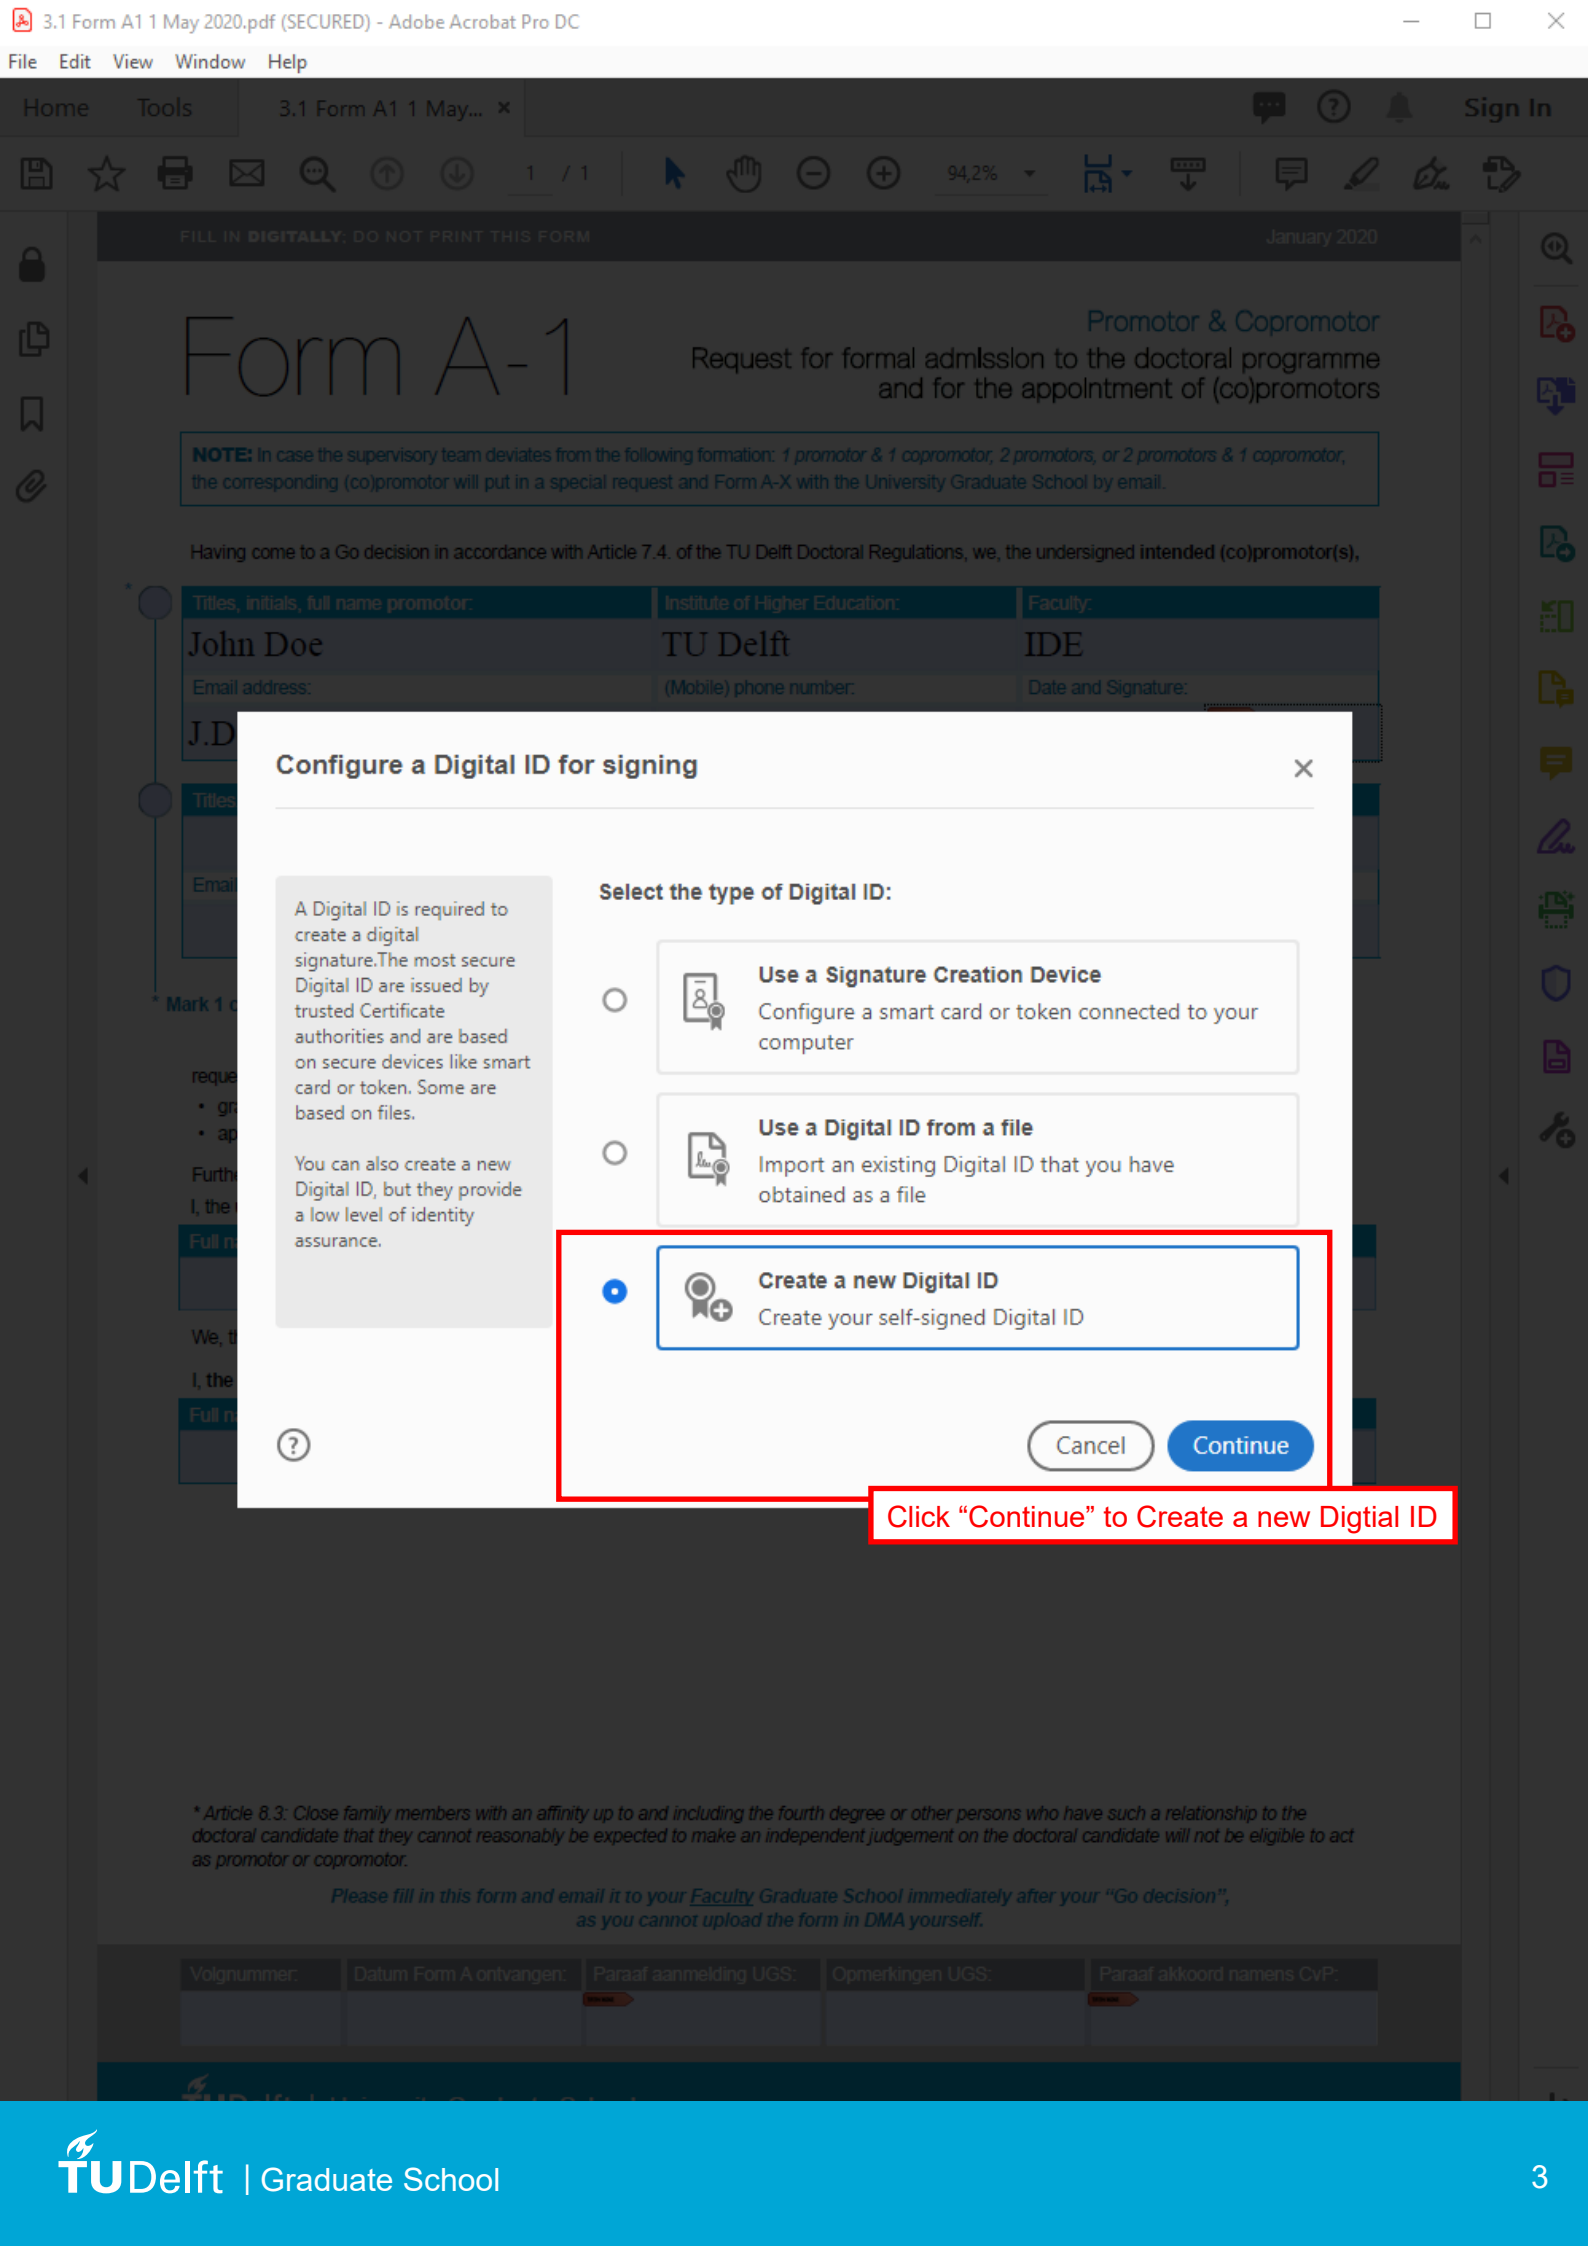 3.1 Form A1 1 May 2020.pdf (SECURED) - Adobe Acrobat Pro DC
File Edit View Window Help
Home Tools 3.1 Form A1 1 May... × Sign In
1 / 1 94,2%
FILL IN DIGITALLY; DO NOT PRINT THIS FORM January 2020
Form A-1
Promotor & Copromotor
Request for formal admission to the doctoral programme
and for the appointment of (co)promotors
NOTE: In case the supervisory team deviates from the following formation: 1 promotor & 1 copromotor, 2 promotors, or 2 promotors & 1 copromotor,
the corresponding (co)promotor will put in a special request and Form A-X with the University Graduate School by email.
Having come to a Go decision in accordance with Article 7.4. of the TU Delft Doctoral Regulations, we, the undersigned intended (co)promotor(s),
*
Titles, initials, full name promotor: Institute of Higher Education: Faculty:
John Doe TU Delft IDE
Email address: (Mobile) phone number: Date and Signature:
J.D
Titles
Email
* Mark 1 o
reque
• gr
• ap
Furth
I, the
Full n
We, th
I, the
Full n
Configure a Digital ID for signing
A Digital ID is required to
create a digital
signature.The most secure
Digital ID are issued by
trusted Certificate
authorities and are based
on secure devices like smart
card or token. Some are
based on files.
You can also create a new
Digital ID, but they provide
a low level of identity
assurance.
Select the type of Digital ID:
Use a Signature Creation Device
Configure a smart card or token connected to your
computer
Use a Digital ID from a file
Import an existing Digital ID that you have
obtained as a file
Create a new Digital ID
Create your self-signed Digital ID
Cancel Continue
Click “Continue” to Create a new Digtial ID
* Article 8.3: Close family members with an affinity up to and including the fourth degree or other persons who have such a relationship to the
doctoral candidate that they cannot reasonably be expected to make an independent judgement on the doctoral candidate will not be eligible to act
as promotor or copromotor.
Please fill in this form and email it to your Faculty Graduate School immediately after your “Go decision”,
as you cannot upload the form in DMA yourself.
Volgnummer: Datum Form A ontvangen: Paraaf aanmelding UGS: Opmerkingen UGS: Paraaf akkoord namens CvP:
TUDelft | Graduate School
3